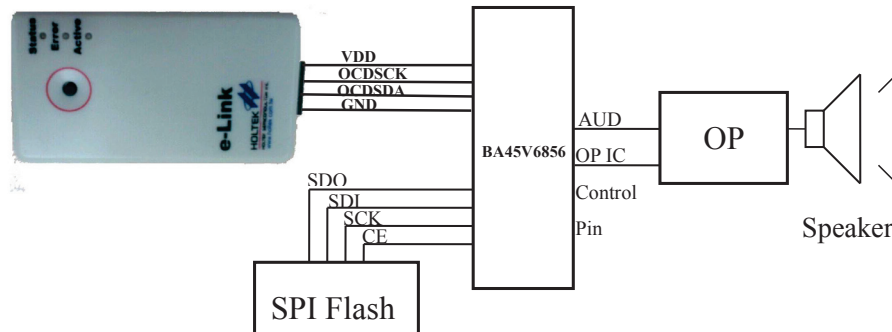 Status
Error
Active
e-Link
HOLTEK
VDD
OCDSCK
OCDSDA
GND
BA45V6856
AUD
OP IC
Control
Pin
OP
Speaker
SDO
SDI
SCK
CE
SPI Flash